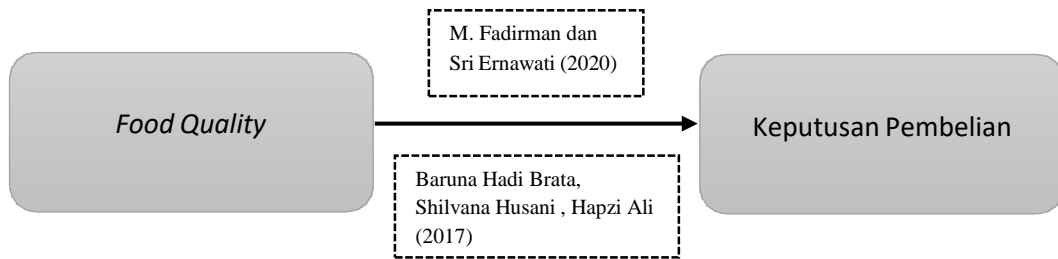 M. Fadirman dan
Sri Ernawati (2020)
Food Quality
Keputusan Pembelian
Baruna Hadi Brata,
Shilvana Husani , Hapzi Ali
(2017)